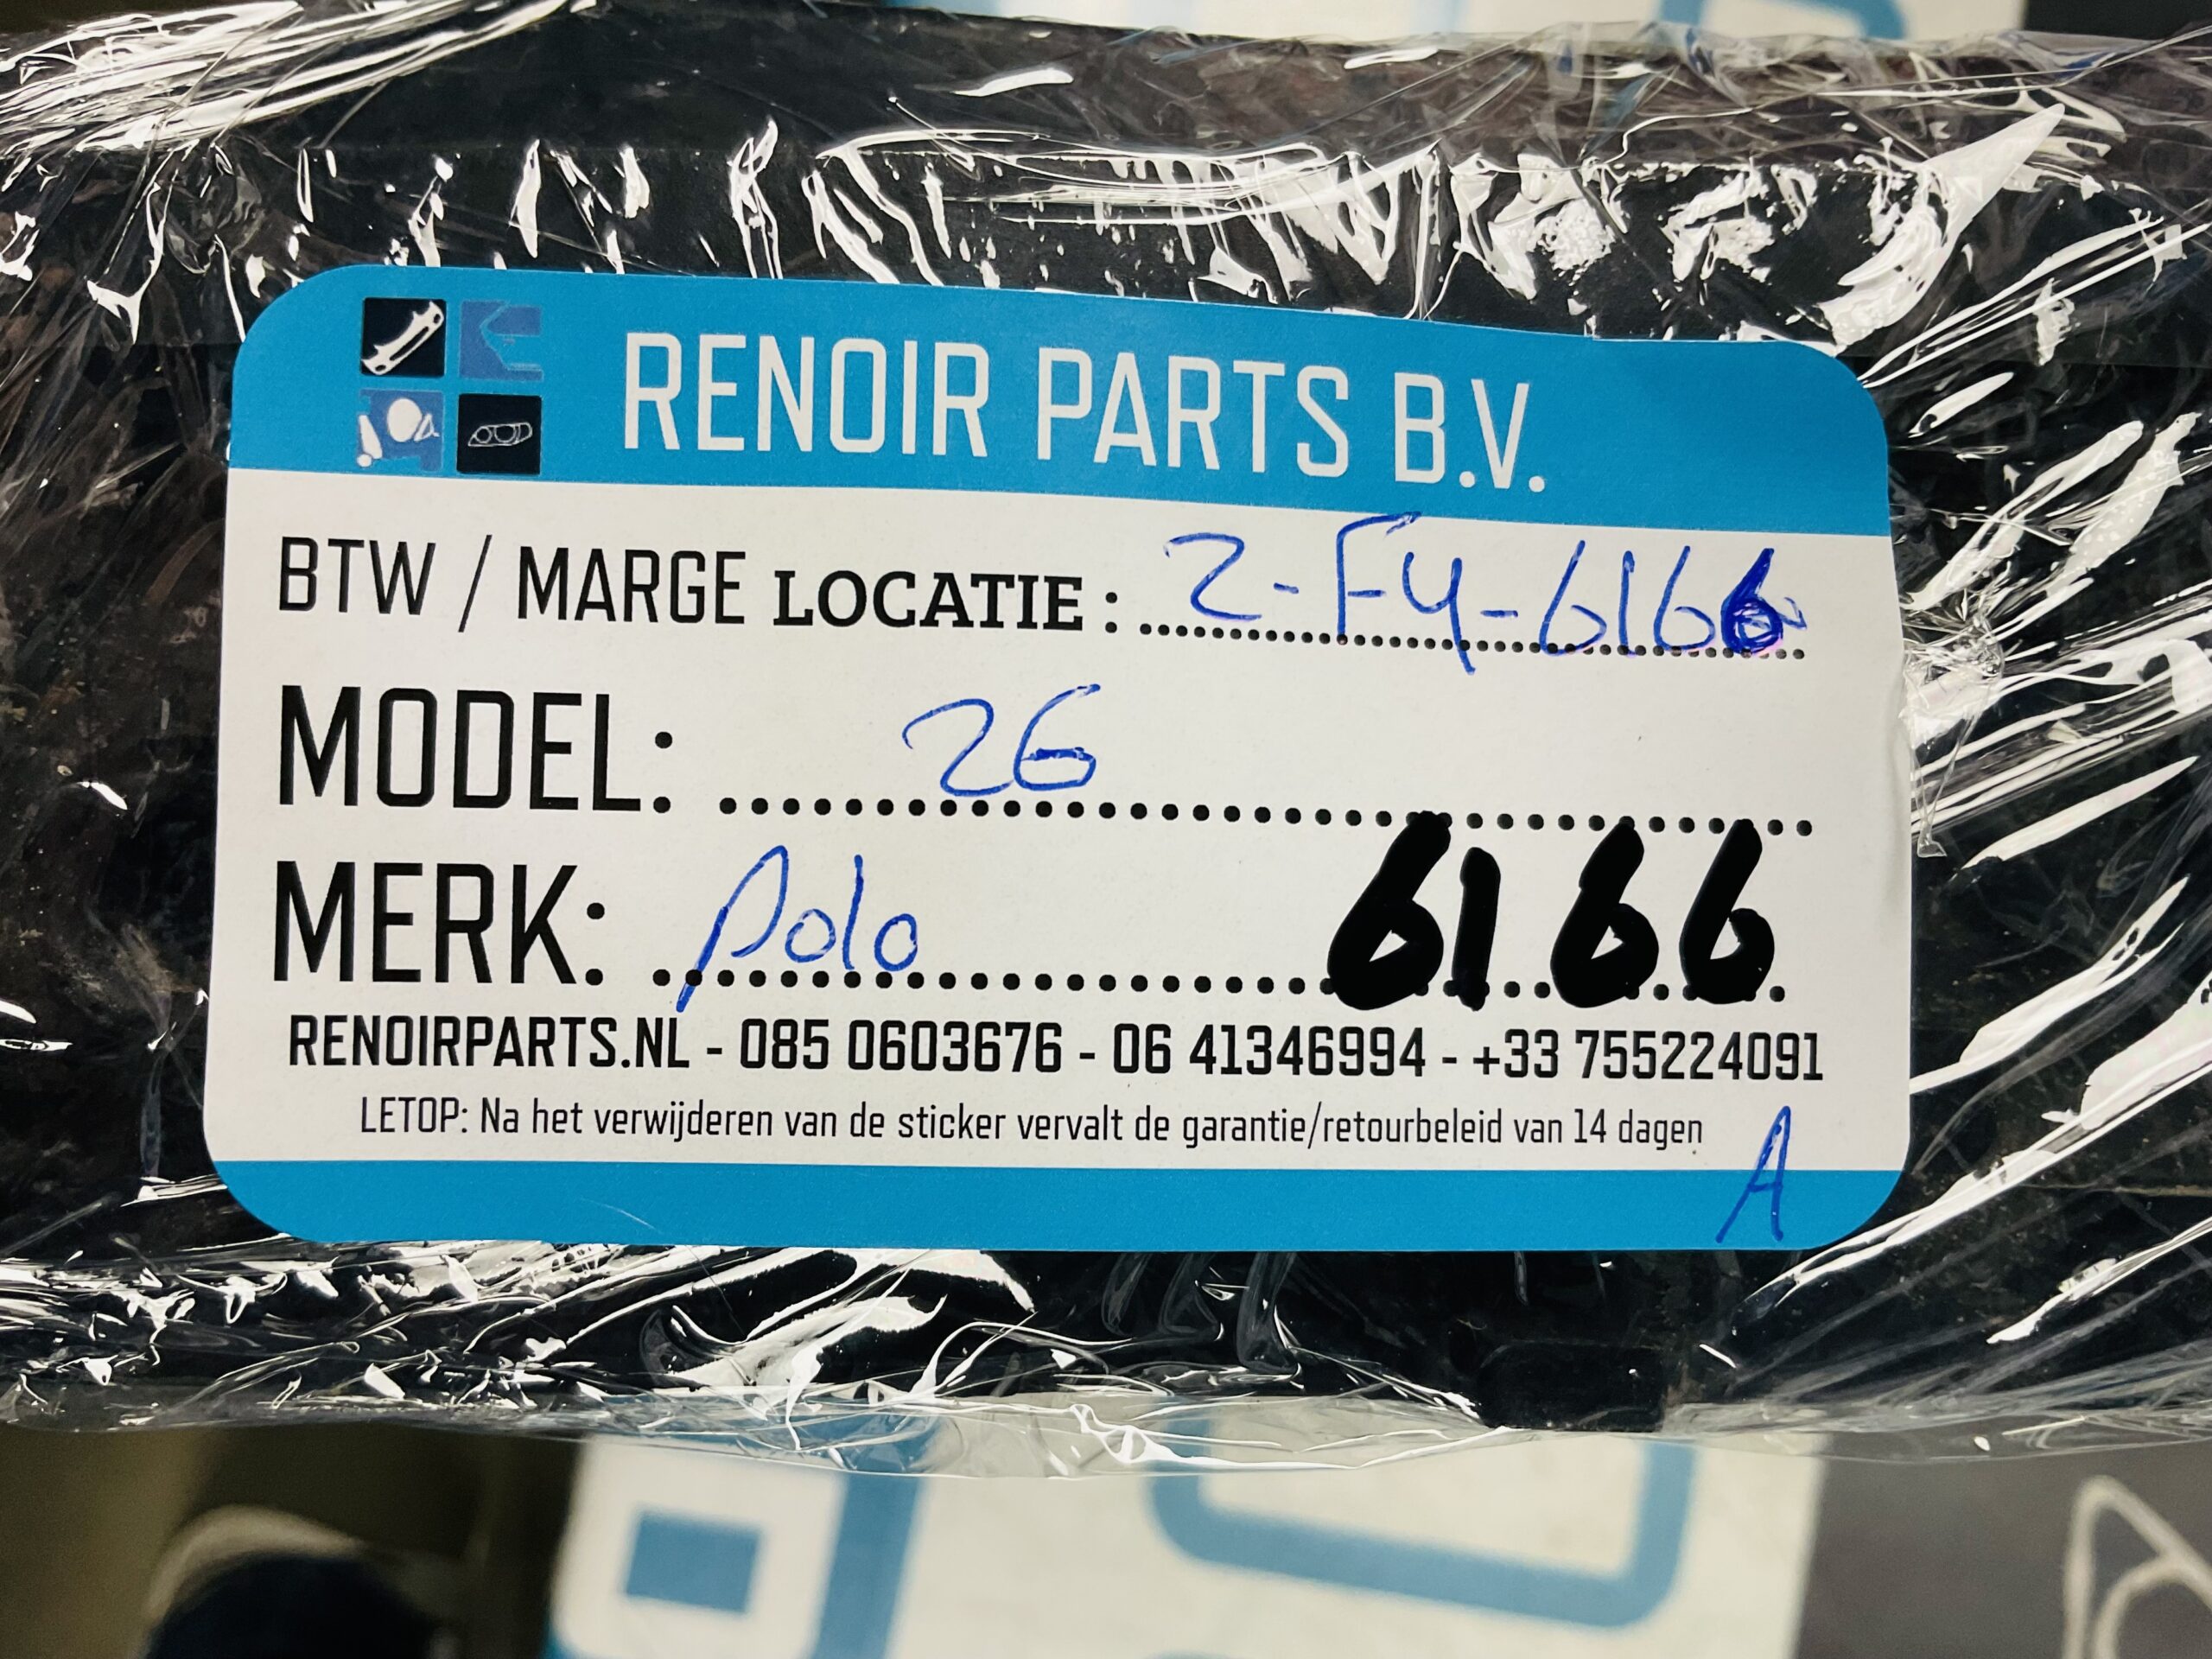 RENOIR PARTS B.V.
BTW / MARGE LOCATIE : 2-F4-6166
MODEL: 2G
MERK: polo 6166
RENOIRPARTS.NL - 085 0603676 - 06 41346994 - +33 755224091
LETOP: Na het verwijderen van de sticker vervalt de garantie/retourbeleid van 14 dagen
A